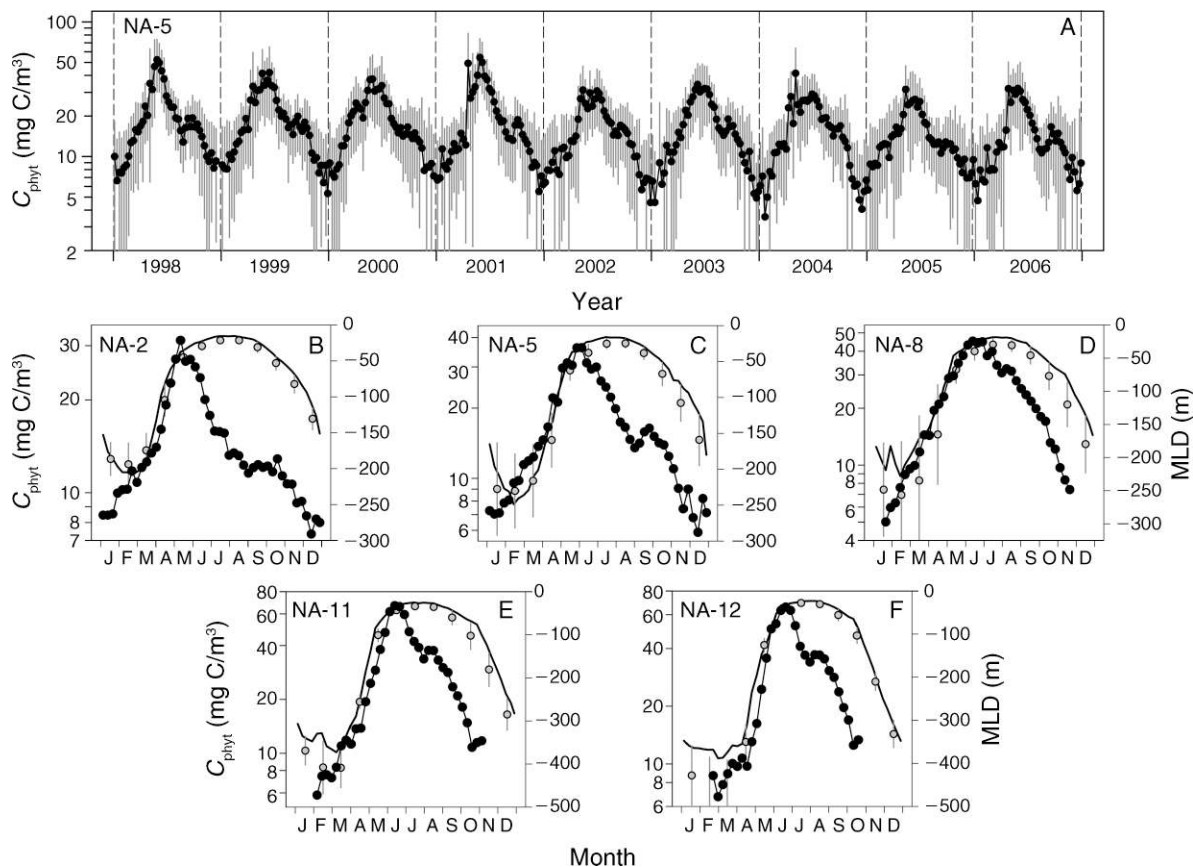 NA-5
A
C_phyt (mg C/m³)
100
50
20
10
5
2
1998 1999 2000 2001 2002 2003 2004 2005 2006
Year
NA-2
B
C_phyt (mg C/m³)
30
20
10
8
7
0
−50
−100
−150
−200
−250
−300
J F M A M J J A S O N D
NA-5
C
40
30
20
10
8
6
0
−50
−100
−150
−200
−250
−300
J F M A M J J A S O N D
NA-8
D
50
40
30
20
10
8
6
4
0
−50
−100
−150
−200
−250
−300
MLD (m)
J F M A M J J A S O N D
NA-11
E
C_phyt (mg C/m³)
80
60
40
20
10
8
6
0
−100
−200
−300
−400
−500
MLD (m)
J F M A M J J A S O N D
NA-12
F
80
60
40
20
10
8
6
0
−100
−200
−300
−400
−500
J F M A M J J A S O N D
Month